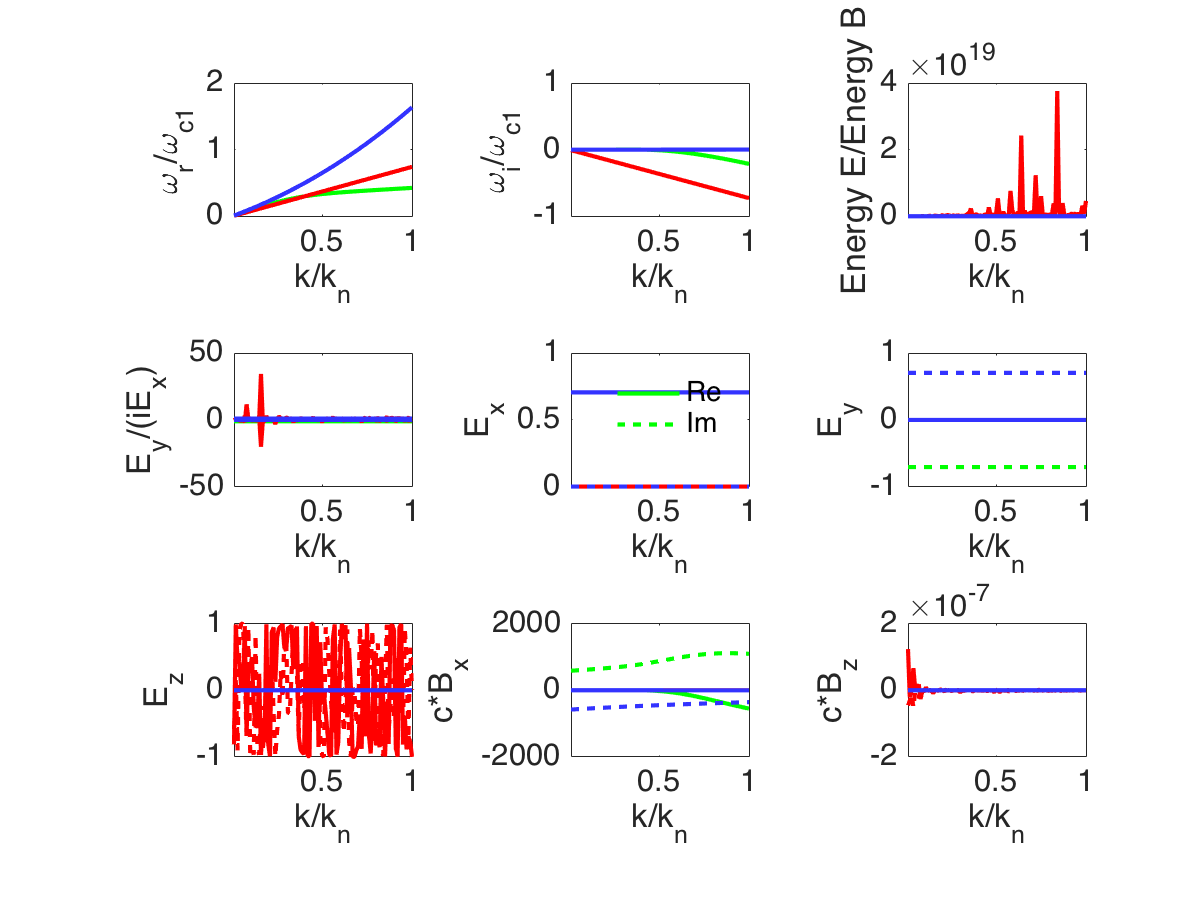 2
1
0
ω_r/ω_c1
0.5 1
k/k_n
1
0
-1
ω_i/ω_c1
0.5 1
k/k_n
×10^19
4
2
0
Energy E/Energy B
0.5 1
k/k_n
50
0
-50
E_y/(iE_x)
0.5 1
k/k_n
1
0.5
0
E_x
Re
Im
0.5 1
k/k_n
1
0
-1
E_y
0.5 1
k/k_n
1
0
-1
E_z
0.5 1
k/k_n
2000
0
-2000
c*B_x
0.5 1
k/k_n
×10^-7
2
0
-2
c*B_z
0.5 1
k/k_n